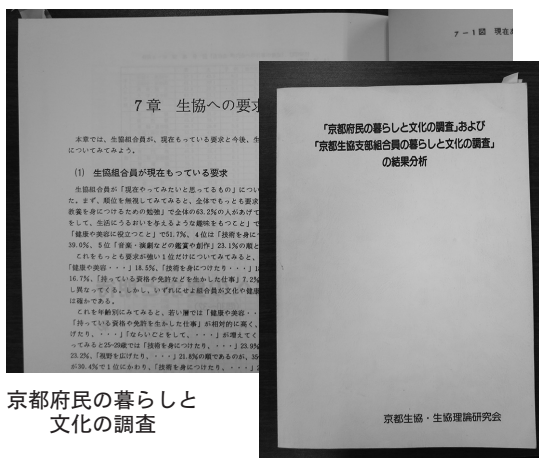 7－1図 現在
7章 生協への要求
本章では、生協組合員が、現在もっている要求と今後、生
についてみてみよう。
(1) 生協組合員が現在もっている要求
生協組合員が「現在やってみたいと思ってるもの」につい
た。まず、順位を無視してみてみると、全体でもっとも要求
教養を身につけるための勉強」で全体の63.2%の人があげて
をして、生活にうるおいを与えるような趣味をもつこと」で
「健康や美容に役立つこと」で51.7%、4位は「技術を身に
39.0%、5位「音楽・演劇などの鑑賞や創作」23.1%の順と
これをもっとも要求が強い1位だけについてみてみると、
「健康や美容・・・」18.5%、「技術を身につけたり・・・」
16.7%、「持っている資格や免許などを生かした仕事」7.2%
し異なってくる。しかし、いずれにせよ組合員が文化や健康
は確かである。
これを年齢別にみてみると、若い層では「健康や美容・・
「持っている資格や免許を生かした仕事」が相対的に高く、
げたり、・・・」「ならいごとをして、・・・」が増えてく
ってみると25-29歳では「技術を身につけたり、・・・」23.9%
23.2%、「視野を広げたり、・・・」21.8%の順であるのが、35
が30.4%で1位にかわり、「技術を身につけたり、・・・」
「京都府民の暮らしと文化の調査」および
「京都生協支部組合員の暮らしと文化の調査」
の結果分析
京都生協・生協理論研究会
京都府民の暮らしと
文化の調査